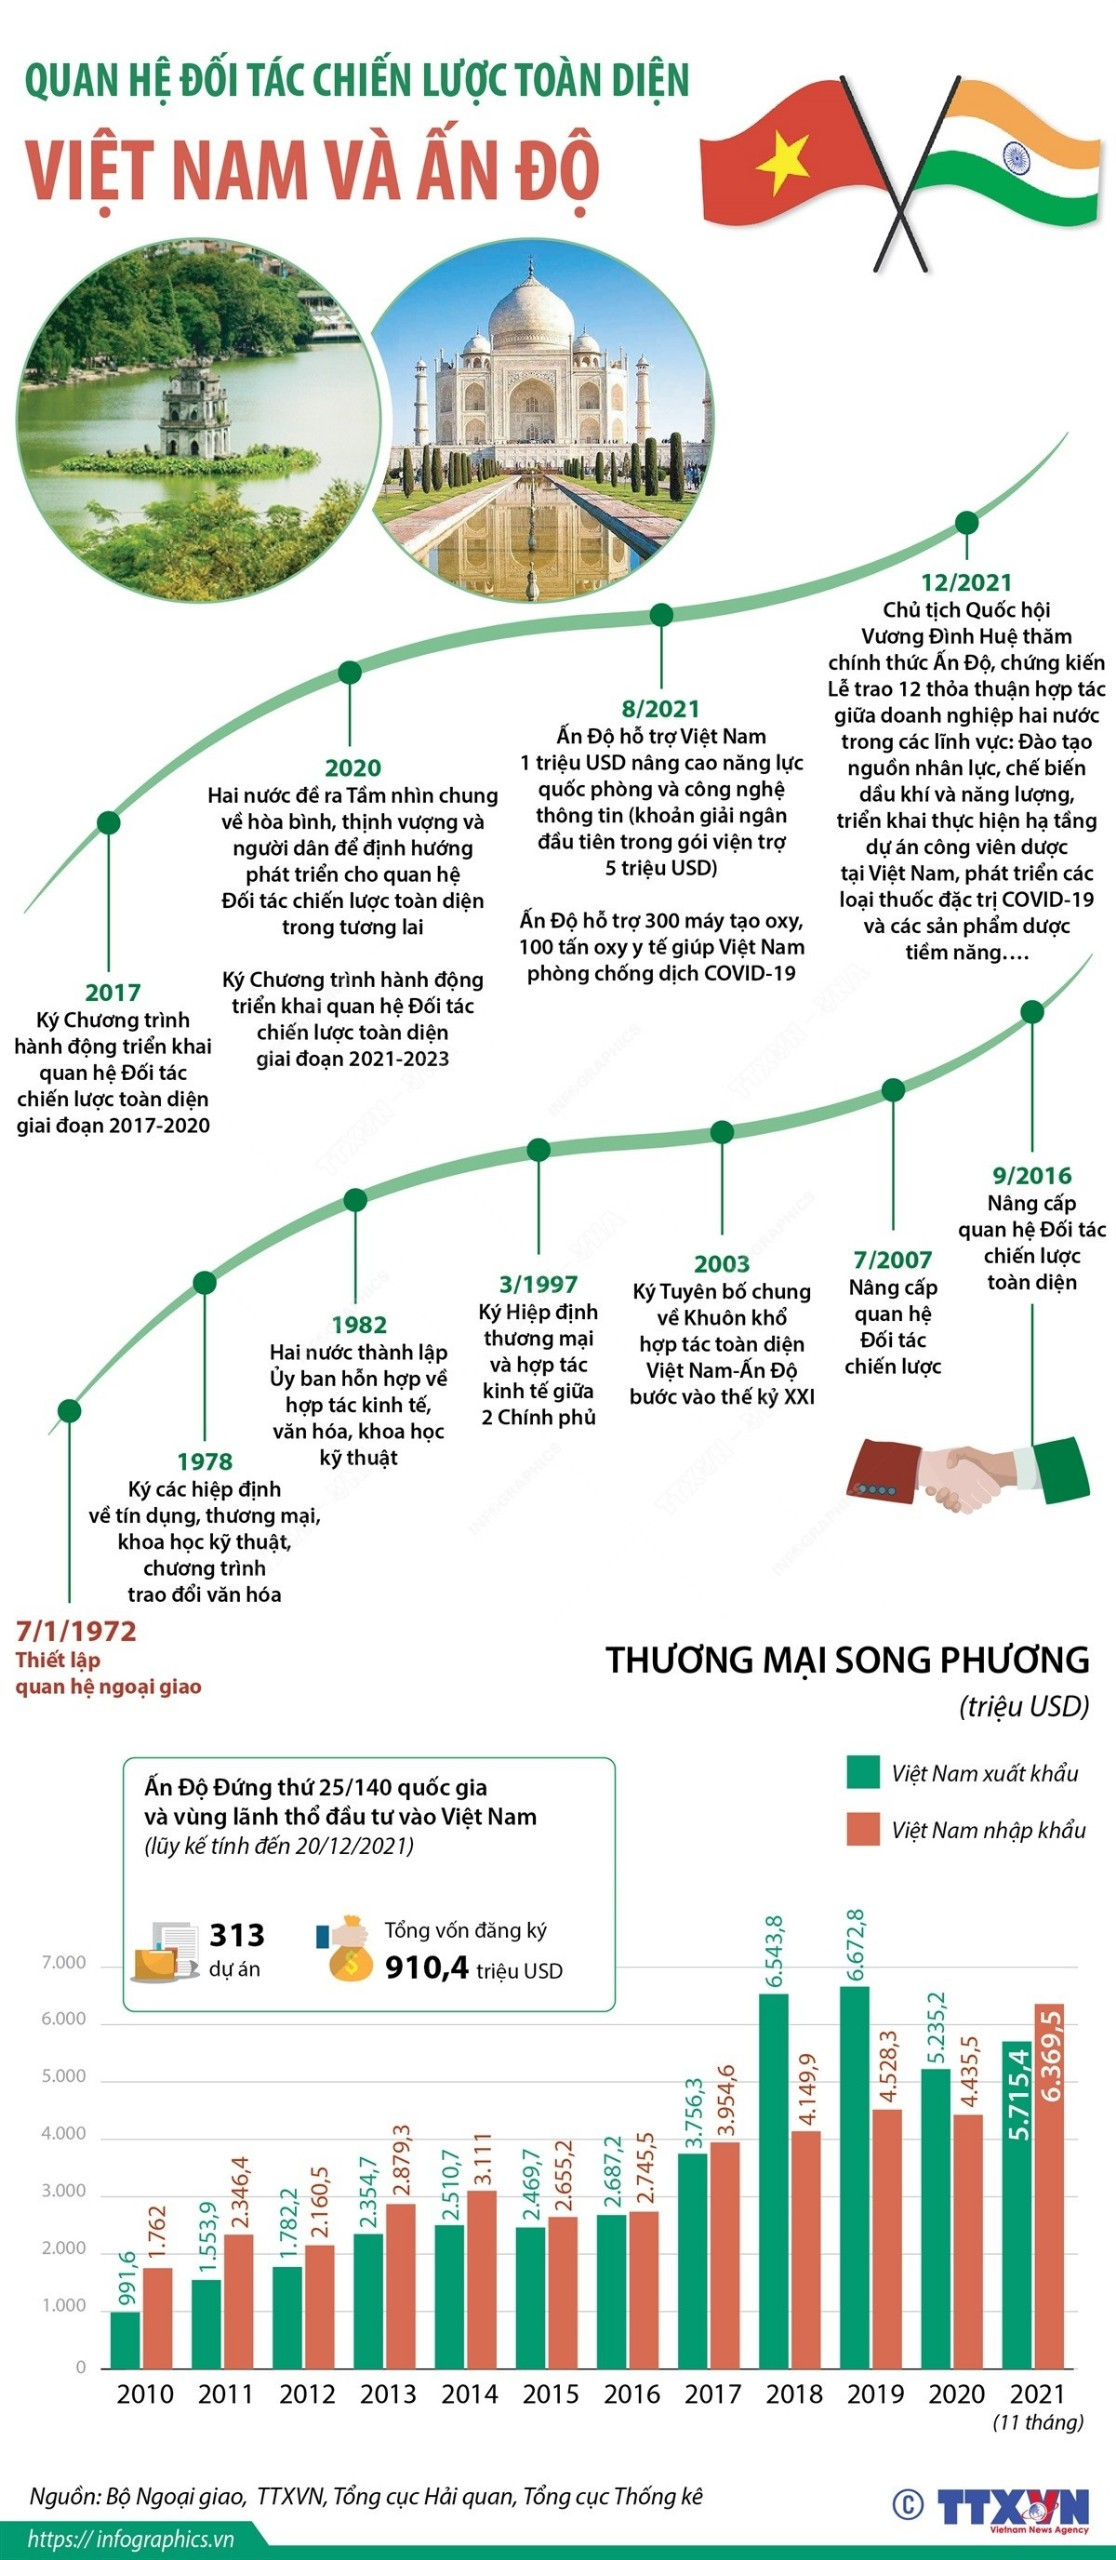 QUAN HỆ ĐỐI TÁC CHIẾN LƯỢC TOÀN DIỆN
VIỆT NAM VÀ ẤN ĐỘ
12/2021
Chủ tịch Quốc hội
Vương Đình Huệ thăm
chính thức Ấn Độ, chứng kiến
Lễ trao 12 thỏa thuận hợp tác
giữa doanh nghiệp hai nước
trong các lĩnh vực: Đào tạo
nguồn nhân lực, chế biến
dầu khí và năng lượng,
triển khai thực hiện hạ tầng
dự án công viên dược
tại Việt Nam, phát triển các
loại thuốc đặc trị COVID-19
và các sản phẩm dược
tiềm năng....
8/2021
Ấn Độ hỗ trợ Việt Nam
1 triệu USD nâng cao năng lực
quốc phòng và công nghệ
thông tin (khoản giải ngân
đầu tiên trong gói viện trợ
5 triệu USD)
Ấn Độ hỗ trợ 300 máy tạo oxy,
100 tấn oxy y tế giúp Việt Nam
phòng chống dịch COVID-19
2020
Hai nước đề ra Tầm nhìn chung
về hòa bình, thịnh vượng và
người dân để định hướng
phát triển cho quan hệ
Đối tác chiến lược toàn diện
trong tương lai
Ký Chương trình hành động
triển khai quan hệ Đối tác
chiến lược toàn diện
giai đoạn 2021-2023
2017
Ký Chương trình
hành động triển khai
quan hệ Đối tác
chiến lược toàn diện
giai đoạn 2017-2020
9/2016
Nâng cấp
quan hệ Đối tác
chiến lược
toàn diện
7/2007
Nâng cấp
quan hệ
Đối tác
chiến lược
2003
Ký Tuyên bố chung
về Khuôn khổ
hợp tác toàn diện
Việt Nam-Ấn Độ
bước vào thế kỷ XXI
3/1997
Ký Hiệp định
thương mại
và hợp tác
kinh tế giữa
2 Chính phủ
1982
Hai nước thành lập
Ủy ban hỗn hợp về
hợp tác kinh tế,
văn hóa, khoa học
kỹ thuật
1978
Ký các hiệp định
về tín dụng, thương mại,
khoa học kỹ thuật,
chương trình
trao đổi văn hóa
7/1/1972
Thiết lập
quan hệ ngoại giao
THƯƠNG MẠI SONG PHƯƠNG
(triệu USD)
Việt Nam xuất khẩu
Việt Nam nhập khẩu
Ấn Độ Đứng thứ 25/140 quốc gia
và vùng lãnh thổ đầu tư vào Việt Nam
(lũy kế tính đến 20/12/2021)
313
dự án
Tổng vốn đăng ký
910,4 triệu USD
7.000
6.000
5.000
4.000
3.000
2.000
1.000
0
991,6
1.762
1.553,9
2.346,4
1.782,2
2.160,5
2.354,7
2.879,3
2.510,7
3.111
2.469,7
2.655,2
2.687,2
2.745,5
3.756,3
3.954,6
6.543,8
4.149,9
6.672,8
4.528,3
5.235,2
4.435,5
5.715,4
6.369,5
2010 2011 2012 2013 2014 2015 2016 2017 2018 2019 2020 2021
(11 tháng)
Nguồn: Bộ Ngoại giao, TTXVN, Tổng cục Hải quan, Tổng cục Thống kê
© TTXVN
Vietnam News Agency
https:// infographics.vn